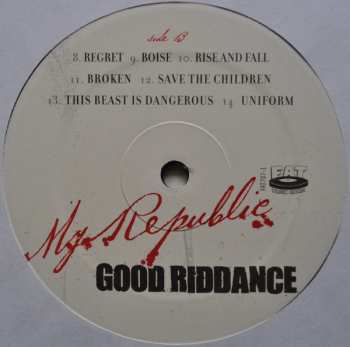 side B
8. REGRET 9. BOISE 10. RISE AND FALL
11. BROKEN 12. SAVE THE CHILDREN
13. THIS BEAST IS DANGEROUS 14. UNIFORM
FAT
My Republic
GOOD RIDDANCE